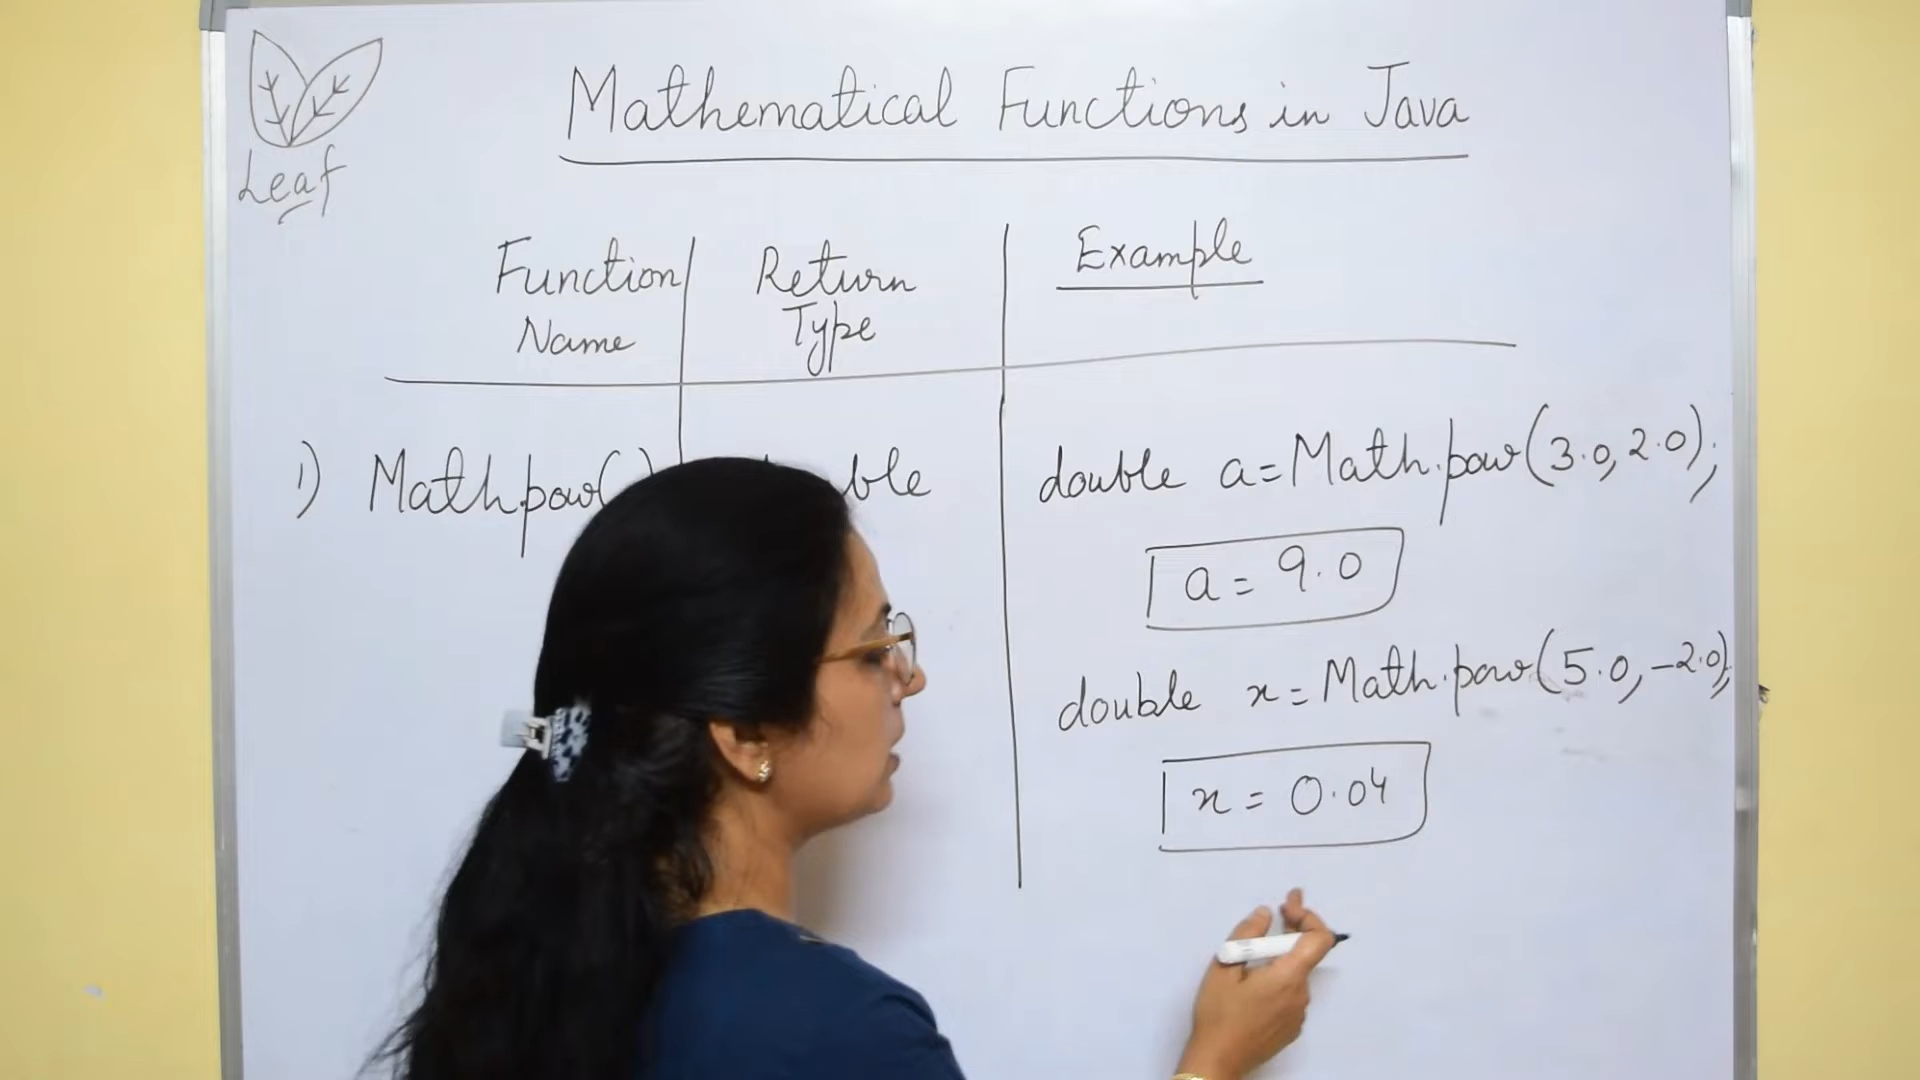 Leaf
Mathematical Functions in Java
Function Name
Return Type
Example
1) Math.pow()
double a=Math.pow(3.0, 2.0);
a = 9.0
double x=Math.pow(5.0, -2.0);
x = 0.04